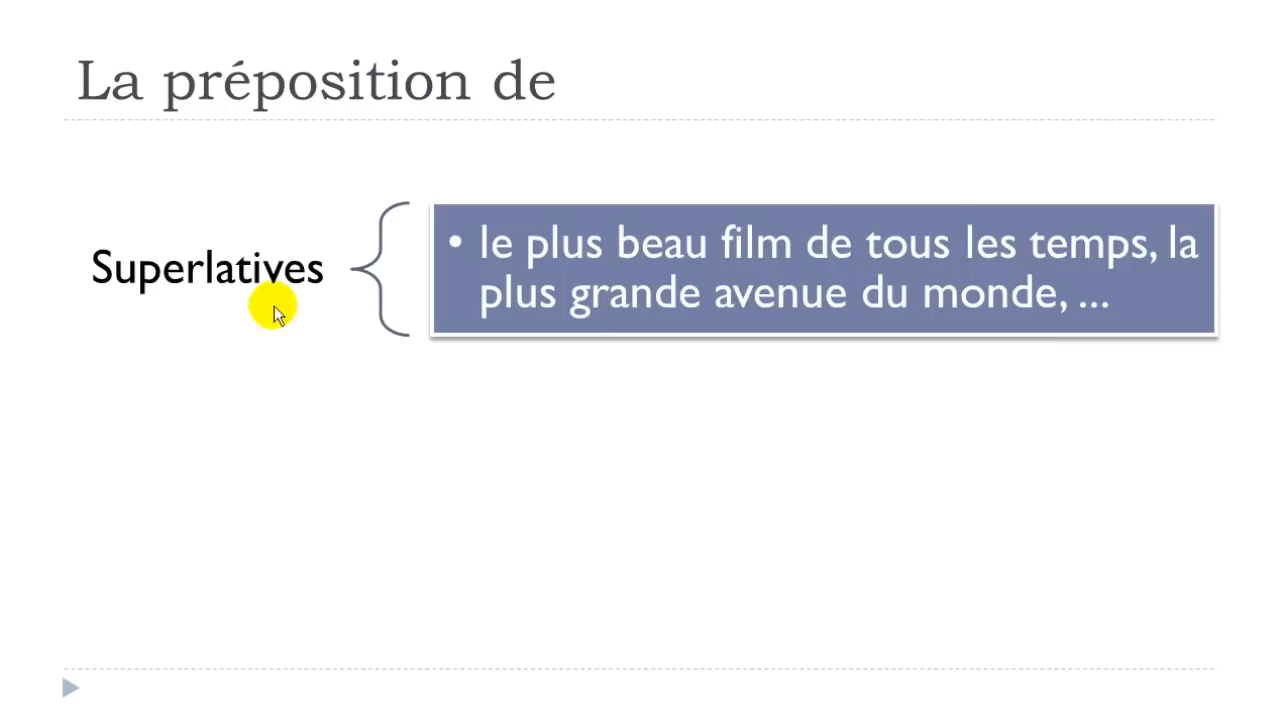 La préposition de
Superlatives
• le plus beau film de tous les temps, la
plus grande avenue du monde, ...